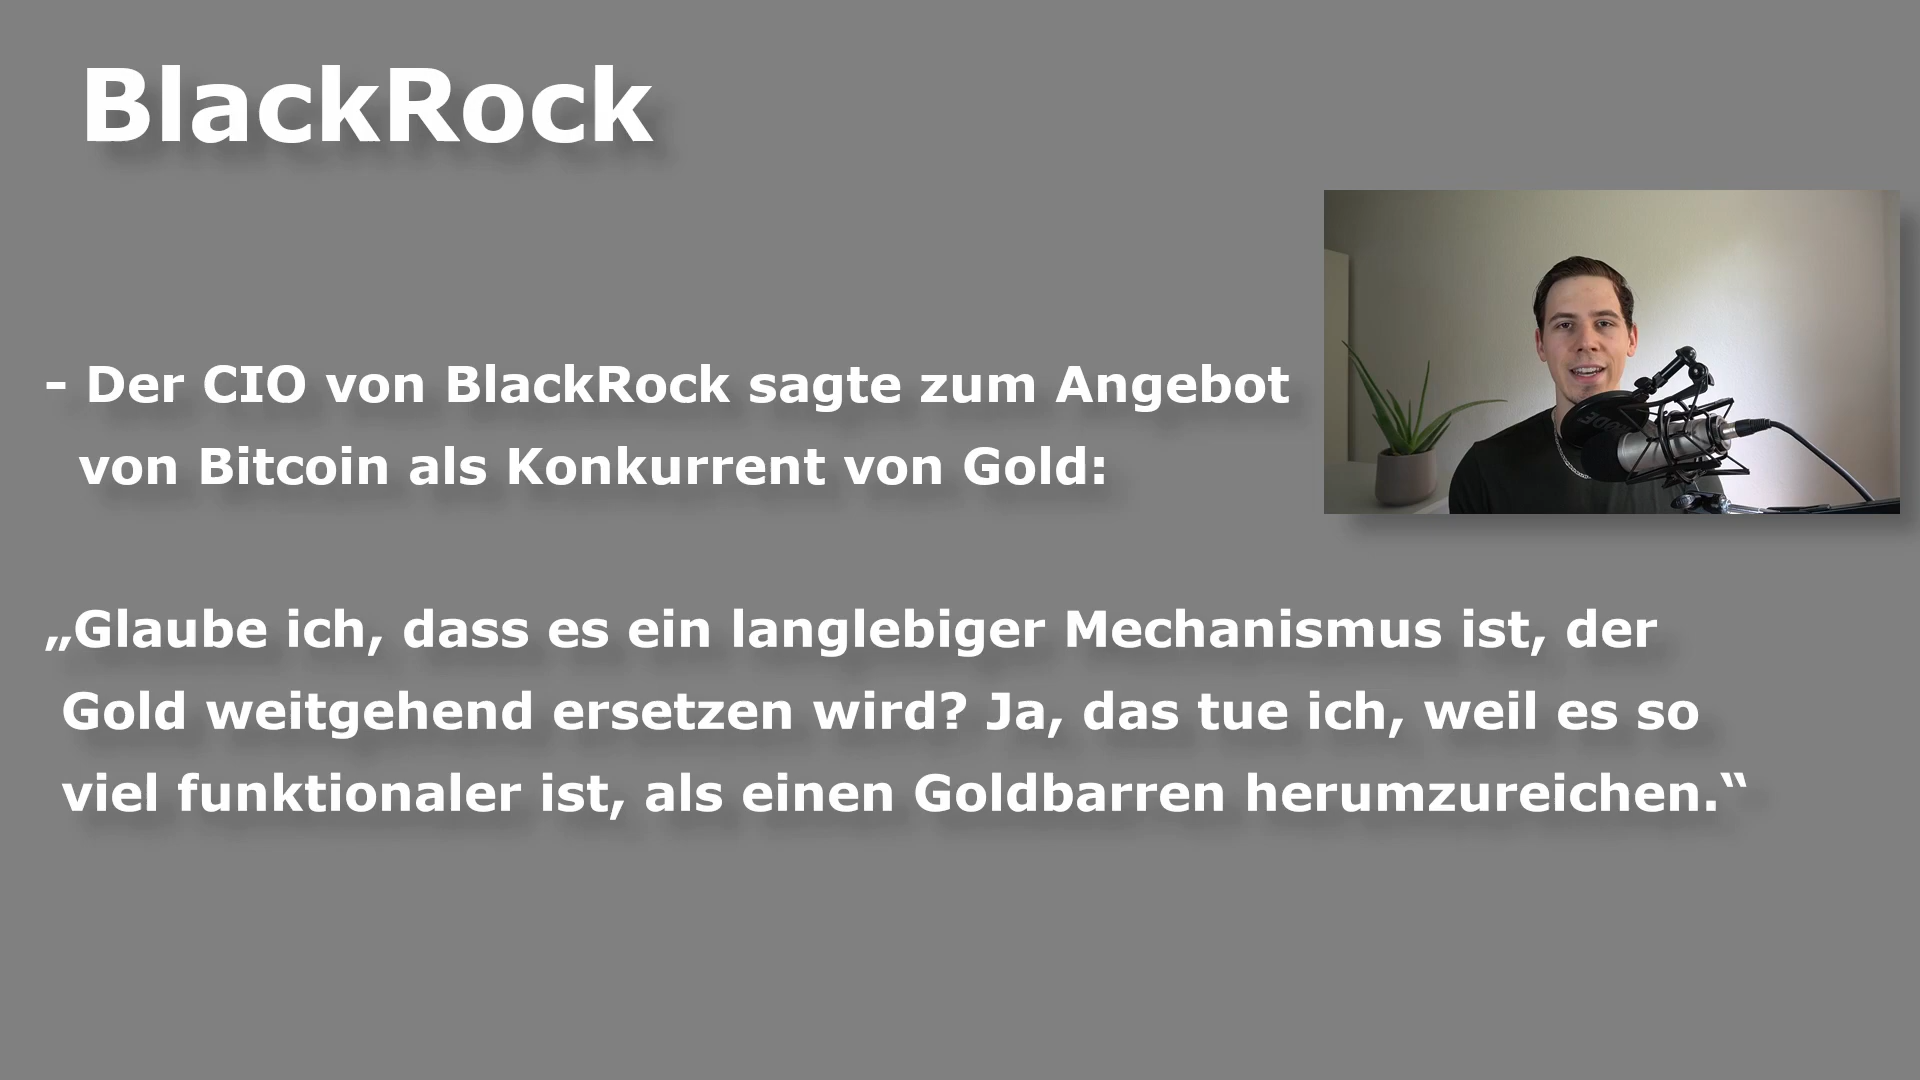 BlackRock
- Der CIO von BlackRock sagte zum Angebot
von Bitcoin als Konkurrent von Gold:
„Glaube ich, dass es ein langlebiger Mechanismus ist, der
Gold weitgehend ersetzen wird? Ja, das tue ich, weil es so
viel funktionaler ist, als einen Goldbarren herumzureichen.“
RODE